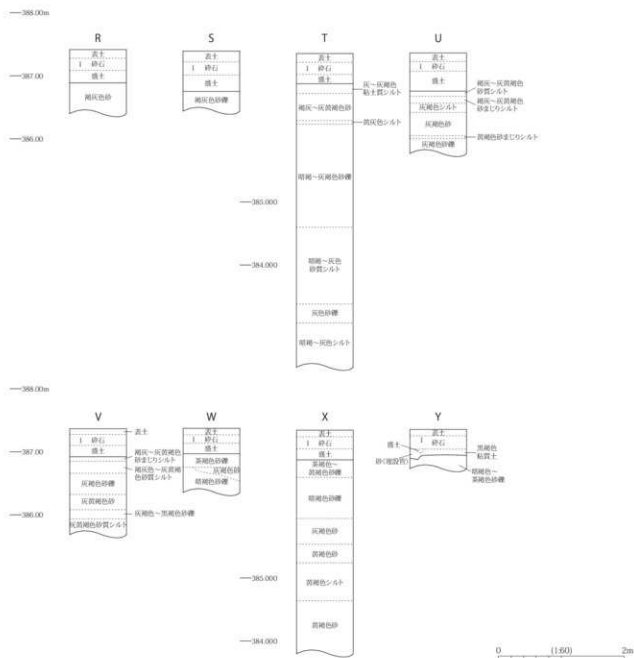 388.00m
387.00
386.00
385.000
384.000
R
表土
I 砕石
盛土
褐灰色砂
S
表土
I 砕石
盛土
褐灰色砂礫
T
表土
I 砕石
盛土
灰〜灰褐色
粘土質シルト
褐灰〜灰黄褐色砂
黄灰色シルト
暗褐〜灰褐色砂礫
暗褐〜灰色
砂質シルト
灰色砂礫
暗褐〜灰色シルト
U
表土
I 砕石
盛土
褐灰〜灰黄褐色
砂質シルト
褐灰〜灰黄褐色
砂まじりシルト
灰褐色シルト
灰褐色砂
黄褐色砂まじりシルト
灰褐色砂礫
388.00m
387.00
386.00
385.000
384.000
V
表土
I 砕石
盛土
褐灰〜灰黄褐色
砂まじりシルト
褐灰色〜灰黄褐
色砂質シルト
灰褐色砂礫
灰黄褐色砂
灰褐色〜黒褐色砂礫
灰黄褐色砂質シルト
W
表土
I 砕石
盛土
茶褐色砂礫
灰褐色砂
暗褐色砂礫
X
表土
I 砕石
盛土
茶褐色〜
黄褐色砂礫
暗褐色砂礫
灰褐色砂
黄褐色砂
黄褐色シルト
黄褐色砂
Y
表土
I 砕石
盛土
黒褐色
粘質土
暗褐色〜
茶褐色砂礫
0 (1:60) 2m